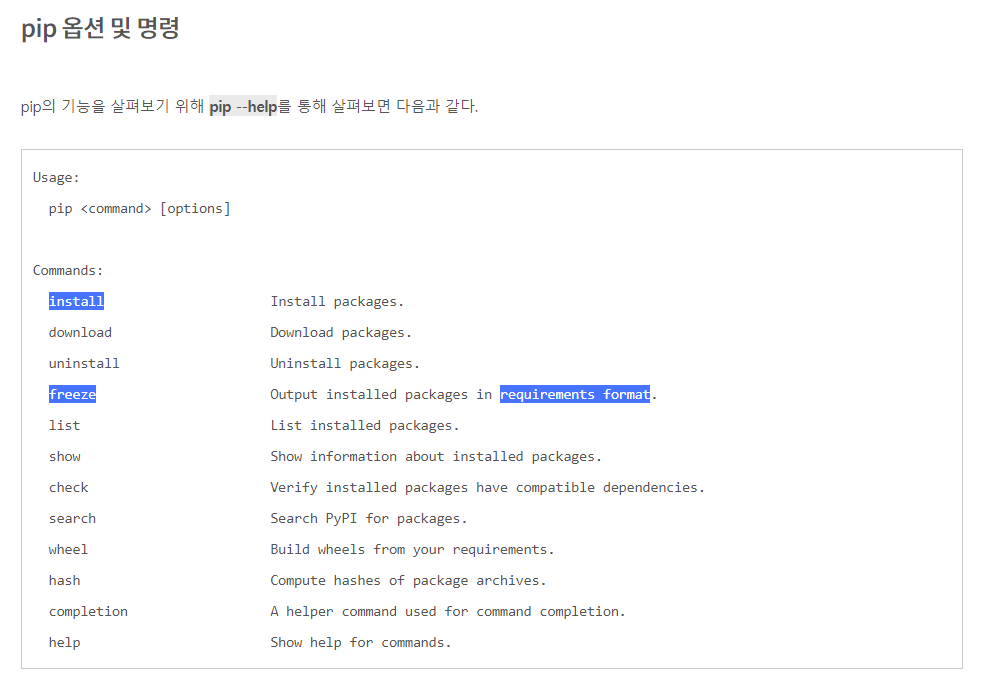 pip 옵션 및 명령
pip의 기능을 살펴보기 위해 pip --help를 통해 살펴보면 다음과 같다.
Usage:
pip <command> [options]
Commands:
install Install packages.
download Download packages.
uninstall Uninstall packages.
freeze Output installed packages in requirements format.
list List installed packages.
show Show information about installed packages.
check Verify installed packages have compatible dependencies.
search Search PyPI for packages.
wheel Build wheels from your requirements.
hash Compute hashes of package archives.
completion A helper command used for command completion.
help Show help for commands.